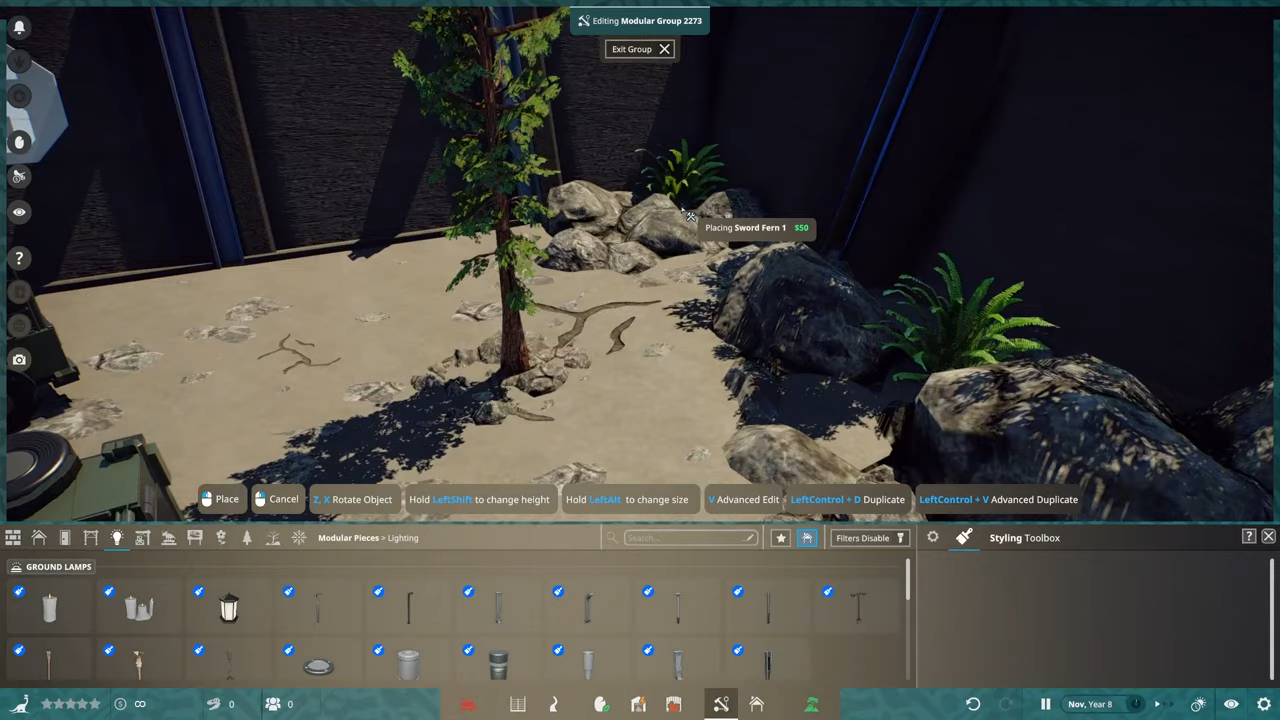 Editing Modular Group 2273
Exit Group
Placing Sword Fern 1 $50
Place
Cancel
Z, X Rotate Object
Hold LeftShift to change height
Hold LeftAlt to change size
V Advanced Edit
LeftControl + D Duplicate
LeftControl + V Advanced Duplicate
Modular Pieces > Lighting
Search...
Filters Disable
Styling Toolbox
?
GROUND LAMPS
∞
0
0
Nov, Year 8